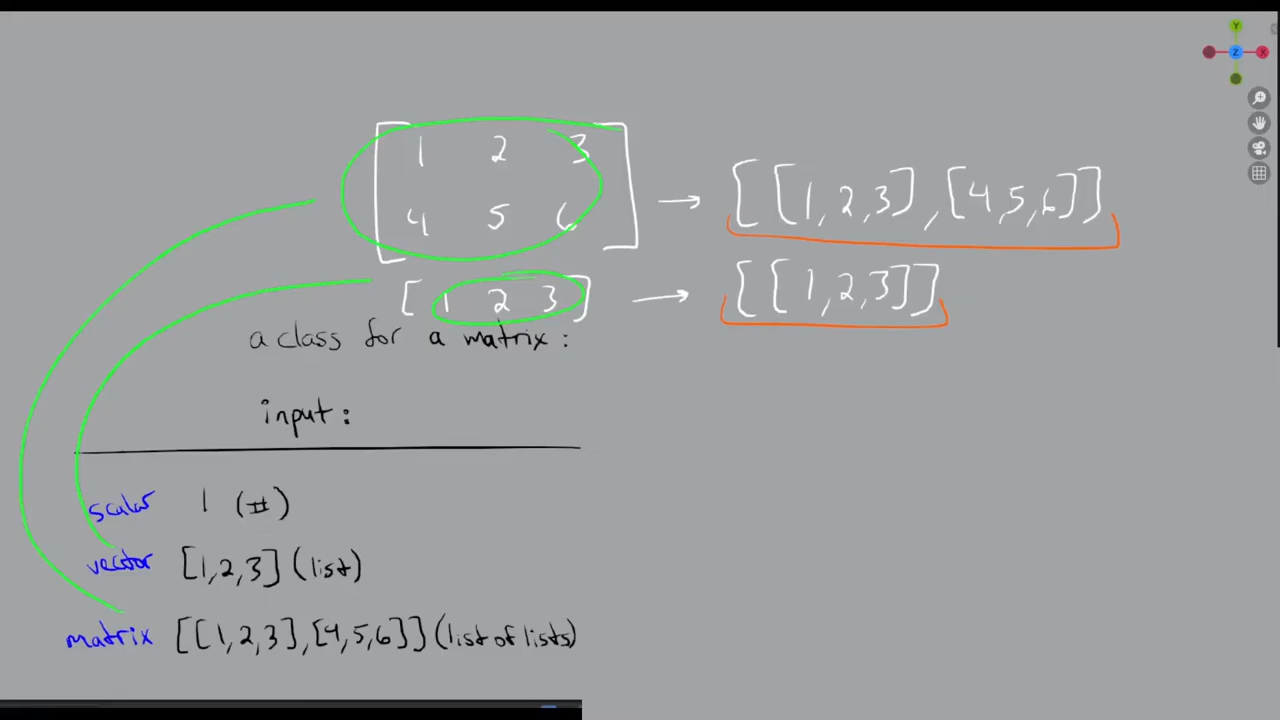 1 2 3
4 5 6
→ [[1,2,3],[4,5,6]]
[1 2 3] → [[1,2,3]]
a class for a matrix:
input:
scalar 1 (#)
vector [1,2,3] (list)
matrix [[1,2,3],[4,5,6]] (list of lists)
Y
Z
X